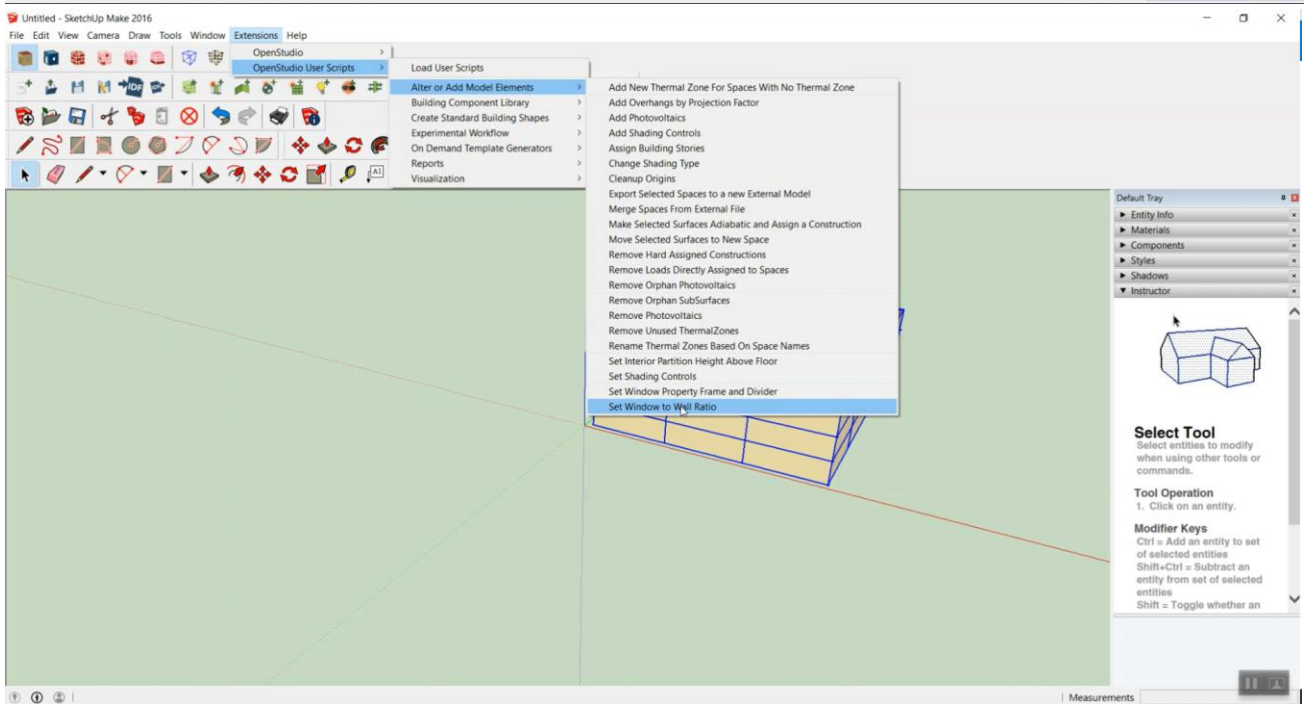 Untitled - SketchUp Make 2016
File Edit View Camera Draw Tools Window Extensions Help
OpenStudio
OpenStudio User Scripts
Load User Scripts
Alter or Add Model Elements
Building Component Library
Create Standard Building Shapes
Experimental Workflow
On Demand Template Generators
Reports
Visualization
Add New Thermal Zone For Spaces With No Thermal Zone
Add Overhangs by Projection Factor
Add Photovoltaics
Add Shading Controls
Assign Building Stories
Change Shading Type
Cleanup Origins
Export Selected Spaces to a new External Model
Merge Spaces From External File
Make Selected Surfaces Adiabatic and Assign a Construction
Move Selected Surfaces to New Space
Remove Hard Assigned Constructions
Remove Loads Directly Assigned to Spaces
Remove Orphan Photovoltaics
Remove Orphan SubSurfaces
Remove Photovoltaics
Remove Unused ThermalZones
Rename Thermal Zones Based On Space Names
Set Interior Partition Height Above Floor
Set Shading Controls
Set Window Property Frame and Divider
Set Window to Wall Ratio
IDF
A1
Default Tray
Entity Info
Materials
Components
Styles
Shadows
Instructor
Select Tool
Select entities to modify
when using other tools or
commands.
Tool Operation
1. Click on an entity.
Modifier Keys
Ctrl = Add an entity to set
of selected entities
Shift+Ctrl = Subtract an
entity from set of selected
entities
Shift = Toggle whether an
Measurements